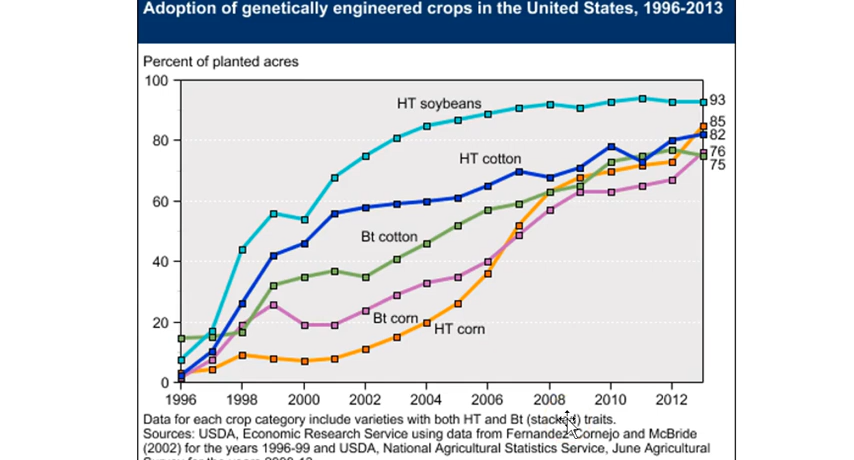 Adoption of genetically engineered crops in the United States, 1996-2013
Percent of planted acres
100
80
60
40
20
0
HT soybeans
HT cotton
Bt cotton
Bt corn
HT corn
93
85
82
76
75
1996
1998
2000
2002
2004
2006
2008
2010
2012
Data for each crop category include varieties with both HT and Bt (stacked) traits.
Sources: USDA, Economic Research Service using data from Fernandez-Cornejo and McBride
(2002) for the years 1996-99 and USDA, National Agricultural Statistics Service, June Agricultural